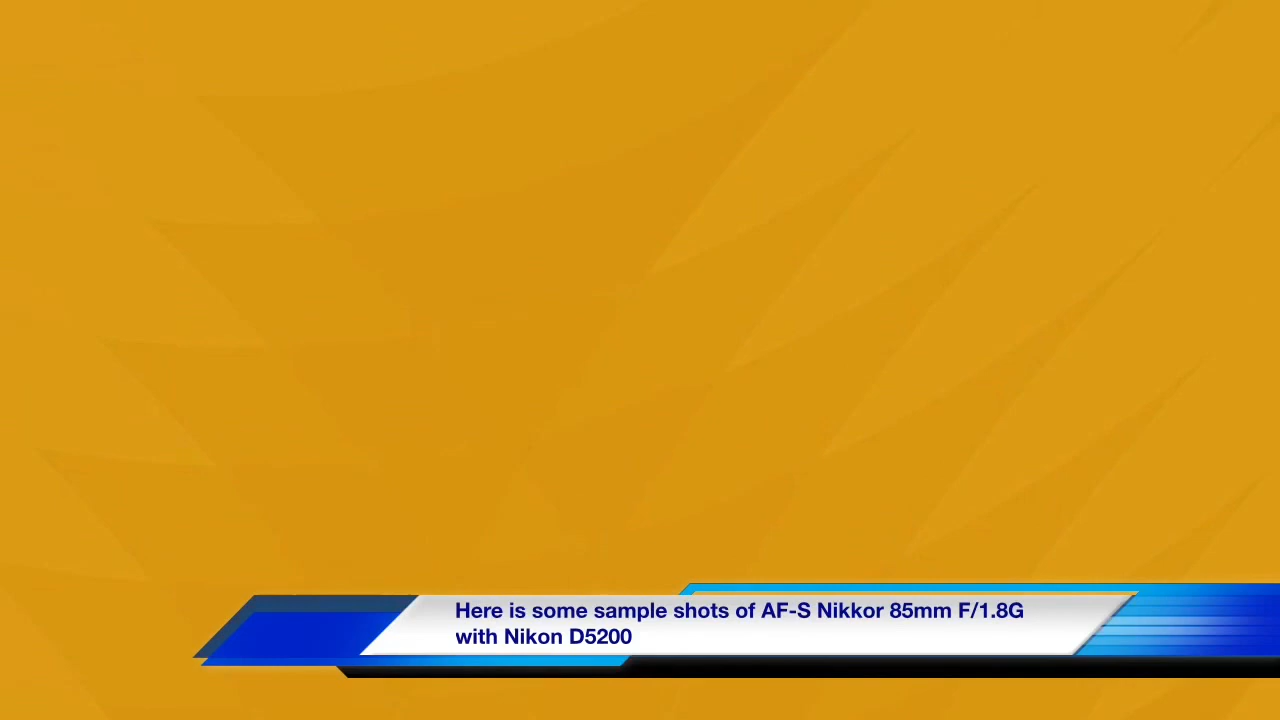 Here is some sample shots of AF-S Nikkor 85mm F/1.8G
with Nikon D5200